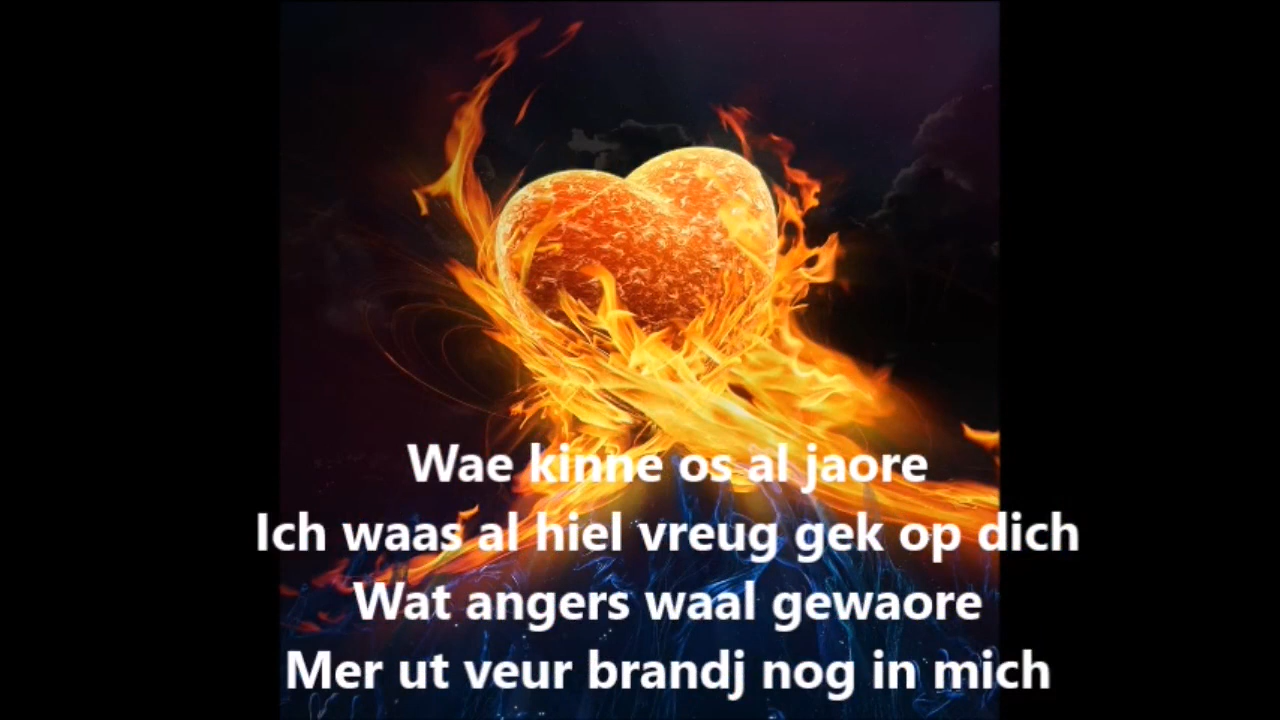 Wae kinne os al jaore
Ich waas al hiel vreug gek op dich
Wat angers waal gewaore
Mer ut veur brandj nog in mich